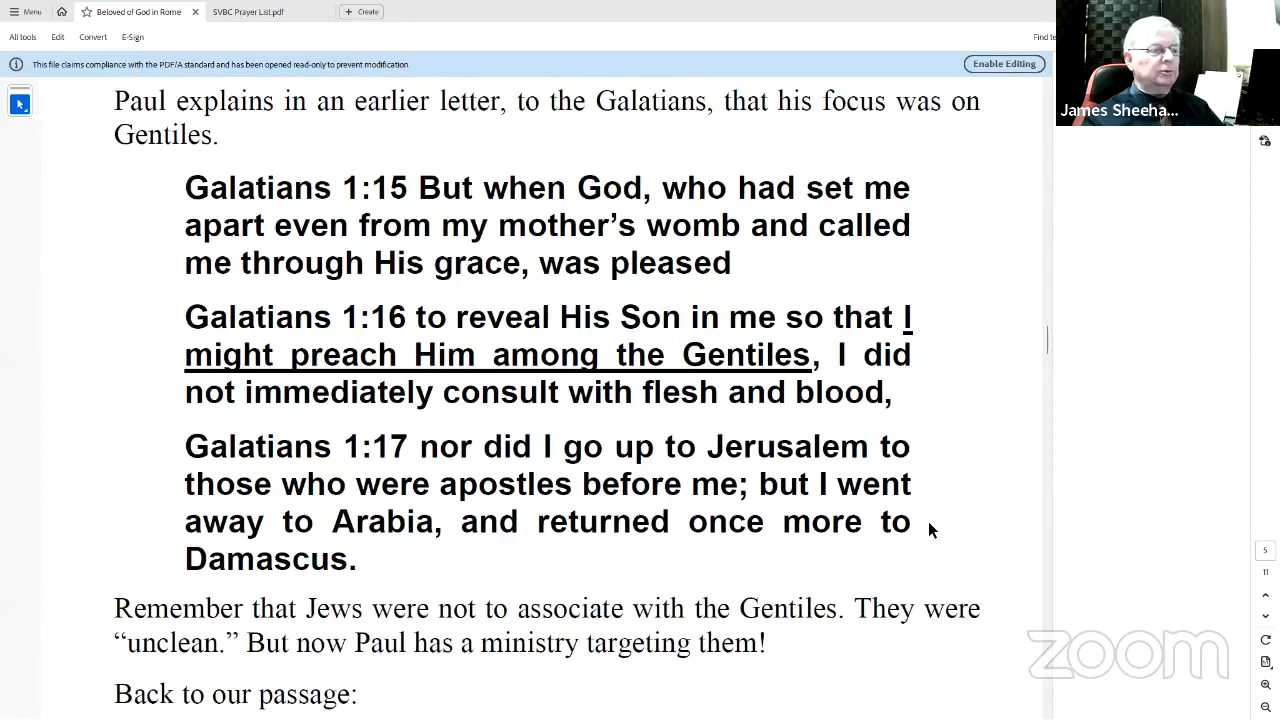 Menu
Beloved of God in Rome
SVBC Prayer List.pdf
Create
All tools Edit Convert E-Sign
Find te
This file claims compliance with the PDF/A standard and has been opened read-only to prevent modification.
Enable Editing
James Sheeha...
Paul explains in an earlier letter, to the Galatians, that his focus was on
Gentiles.
Galatians 1:15 But when God, who had set me
apart even from my mother’s womb and called
me through His grace, was pleased
Galatians 1:16 to reveal His Son in me so that I
might preach Him among the Gentiles, I did
not immediately consult with flesh and blood,
Galatians 1:17 nor did I go up to Jerusalem to
those who were apostles before me; but I went
away to Arabia, and returned once more to
Damascus.
Remember that Jews were not to associate with the Gentiles. They were
“unclean.” But now Paul has a ministry targeting them!
Back to our passage:
5
11
zoom